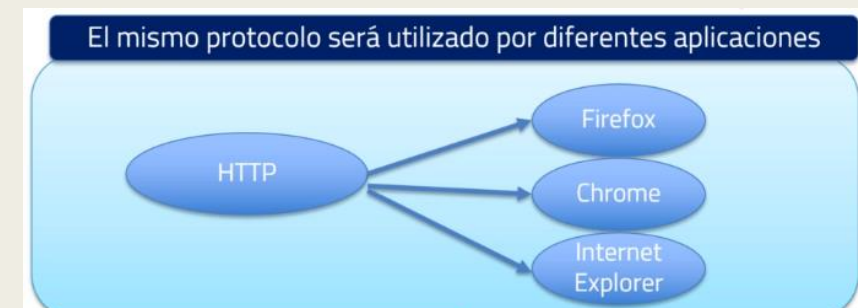 El mismo protocolo será utilizado por diferentes aplicaciones
HTTP
Firefox
Chrome
Internet
Explorer